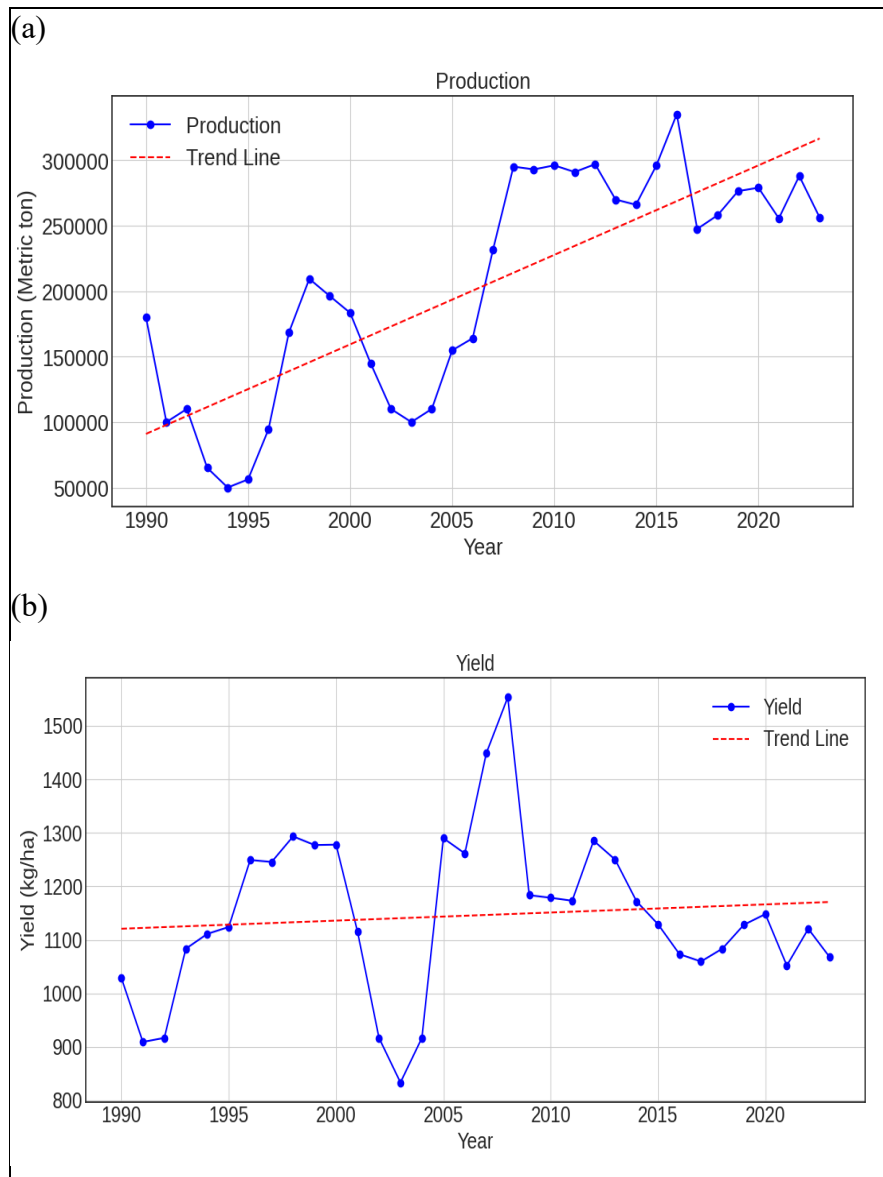 (a)
Production
Production
Trend Line
Production (Metric ton)
300000
250000
200000
150000
100000
50000
1990 1995 2000 2005 2010 2015 2020
Year
(b)
Yield
Yield
Trend Line
Yield (kg/ha)
1500
1400
1300
1200
1100
1000
900
800
1990 1995 2000 2005 2010 2015 2020
Year